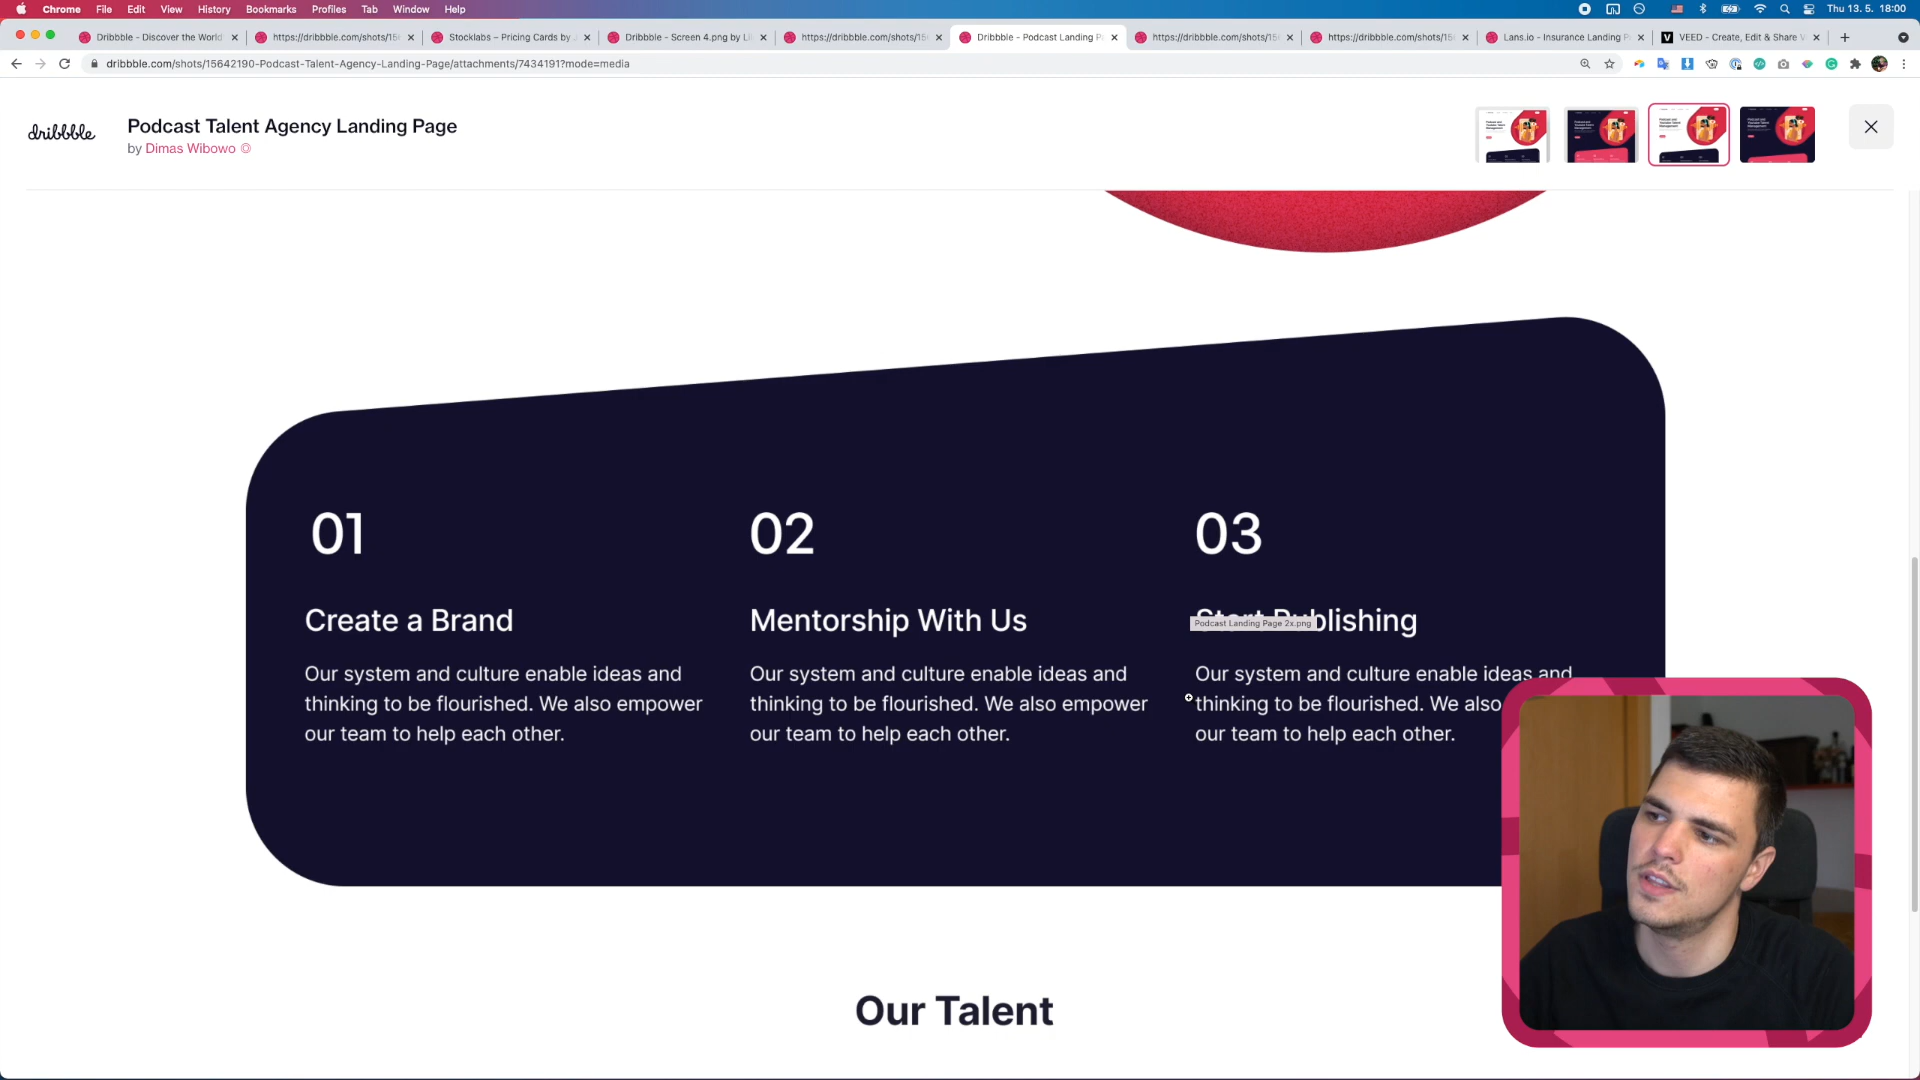 Chrome File Edit View History Bookmarks Profiles Tab Window Help
Thu 13. 5. 18:00
Dribbble - Discover the World
https://dribbble.com/shots/15
Stocklabs – Pricing Cards by
Dribbble - Screen 4.png by Li
https://dribbble.com/shots/15
Dribbble - Podcast Landing P
https://dribbble.com/shots/15
https://dribbble.com/shots/15
Lans.io - Insurance Landing P
VEED - Create, Edit & Share V
dribbble.com/shots/15642190-Podcast-Talent-Agency-Landing-Page/attachments/7434191?mode=media
dribbble
Podcast Talent Agency Landing Page
by Dimas Wibowo
01
Create a Brand
Our system and culture enable ideas and
thinking to be flourished. We also empower
our team to help each other.
02
Mentorship With Us
Our system and culture enable ideas and
thinking to be flourished. We also empower
our team to help each other.
03
Start Publishing
Podcast Landing Page 2x.png
Our system and culture enable ideas and
thinking to be flourished. We also
our team to help each other.
Our Talent